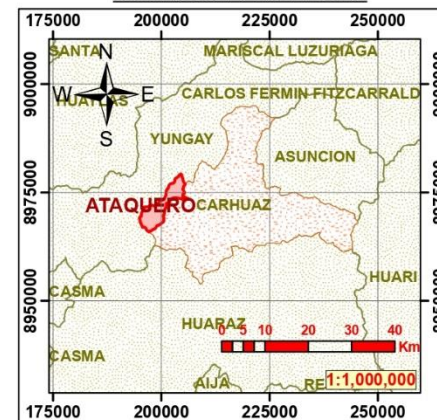 175000 200000 225000 250000
SANTA
N
MARISCAL LUZURIAGA
9000000
9000000
HUAYLAS
CARLOS FERMIN FITZCARRALD
W E
S
YUNGAY
ASUNCION
8975000
8975000
ATAQUERO
CARHUAZ
HUARI
CASMA
8950000
HUARAZ
0 5 10 20 30 40
Km
CASMA
1:1,000,000
AIJA
RE
175000 200000 225000 250000